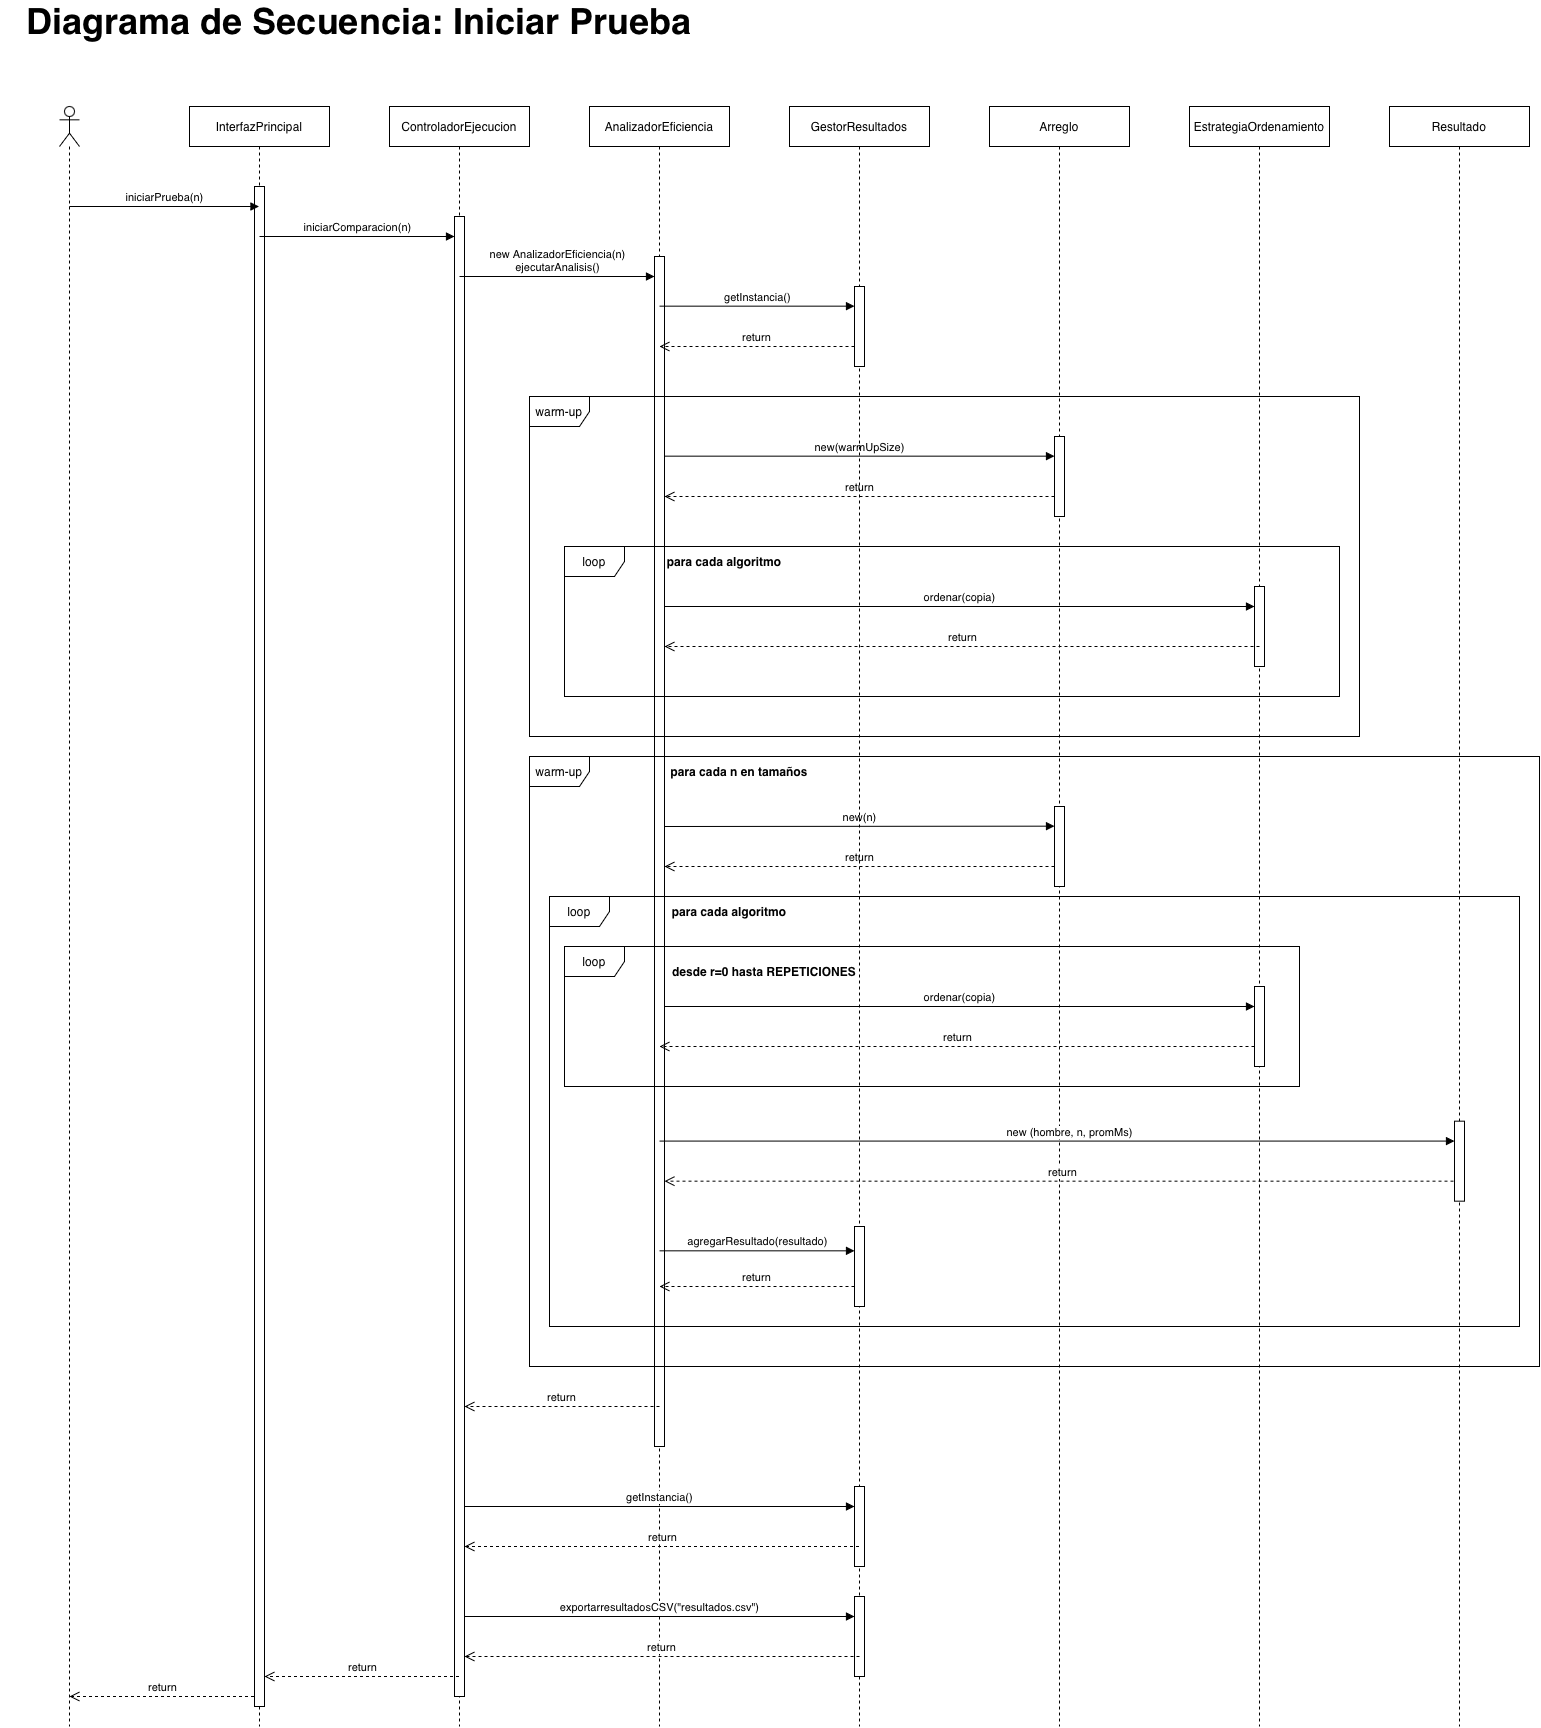 Diagrama de Secuencia: Iniciar Prueba
InterfazPrincipal
ControladorEjecucion
AnalizadorEficiencia
GestorResultados
Arreglo
EstrategiaOrdenamiento
Resultado
iniciarPrueba(n)
iniciarComparacion(n)
new AnalizadorEficiencia(n)
ejecutarAnalisis()
getInstancia()
return
warm-up
new(warmUpSize)
return
loop
para cada algoritmo
ordenar(copia)
return
warm-up
para cada n en tamaños
new(n)
return
loop
para cada algoritmo
loop
desde r=0 hasta REPETICIONES
ordenar(copia)
return
new (hombre, n, promMs)
return
agregarResultado(resultado)
return
return
getInstancia()
return
exportarresultadosCSV("resultados.csv")
return
return
return